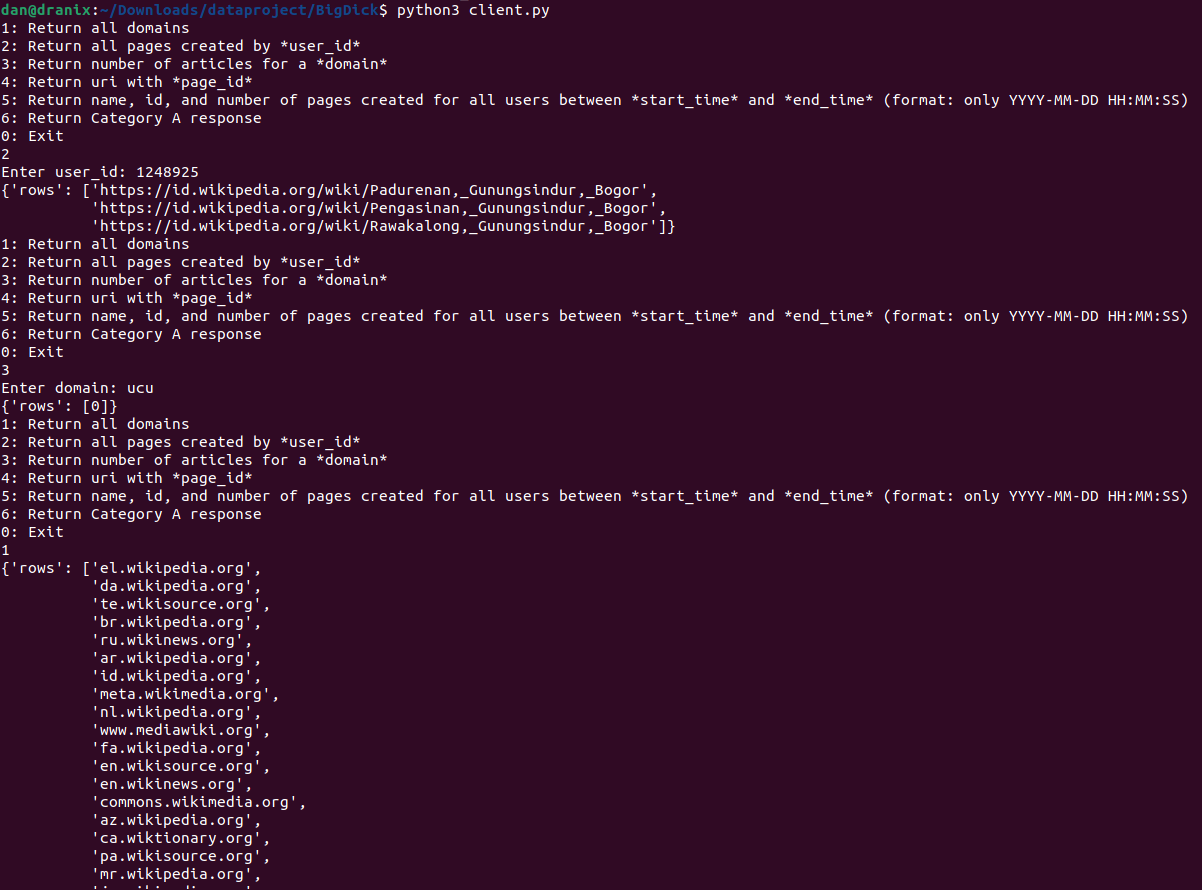 dan@dranix:~/Downloads/dataproject/BigDick$ python3 client.py
1: Return all domains
2: Return all pages created by *user_id*
3: Return number of articles for a *domain*
4: Return uri with *page_id*
5: Return name, id, and number of pages created for all users between *start_time* and *end_time* (format: only YYYY-MM-DD HH:MM:SS)
6: Return Category A response
0: Exit
2
Enter user_id: 1248925
{'rows': ['https://id.wikipedia.org/wiki/Padurenan,_Gunungsindur,_Bogor',
          'https://id.wikipedia.org/wiki/Pengasinan,_Gunungsindur,_Bogor',
          'https://id.wikipedia.org/wiki/Rawakalong,_Gunungsindur,_Bogor']}
1: Return all domains
2: Return all pages created by *user_id*
3: Return number of articles for a *domain*
4: Return uri with *page_id*
5: Return name, id, and number of pages created for all users between *start_time* and *end_time* (format: only YYYY-MM-DD HH:MM:SS)
6: Return Category A response
0: Exit
3
Enter domain: ucu
{'rows': [0]}
1: Return all domains
2: Return all pages created by *user_id*
3: Return number of articles for a *domain*
4: Return uri with *page_id*
5: Return name, id, and number of pages created for all users between *start_time* and *end_time* (format: only YYYY-MM-DD HH:MM:SS)
6: Return Category A response
0: Exit
1
{'rows': ['el.wikipedia.org',
          'da.wikipedia.org',
          'te.wikisource.org',
          'br.wikipedia.org',
          'ru.wikinews.org',
          'ar.wikipedia.org',
          'id.wikipedia.org',
          'meta.wikimedia.org',
          'nl.wikipedia.org',
          'www.mediawiki.org',
          'fa.wikipedia.org',
          'en.wikisource.org',
          'en.wikinews.org',
          'commons.wikimedia.org',
          'az.wikipedia.org',
          'ca.wiktionary.org',
          'pa.wikisource.org',
          'mr.wikipedia.org',